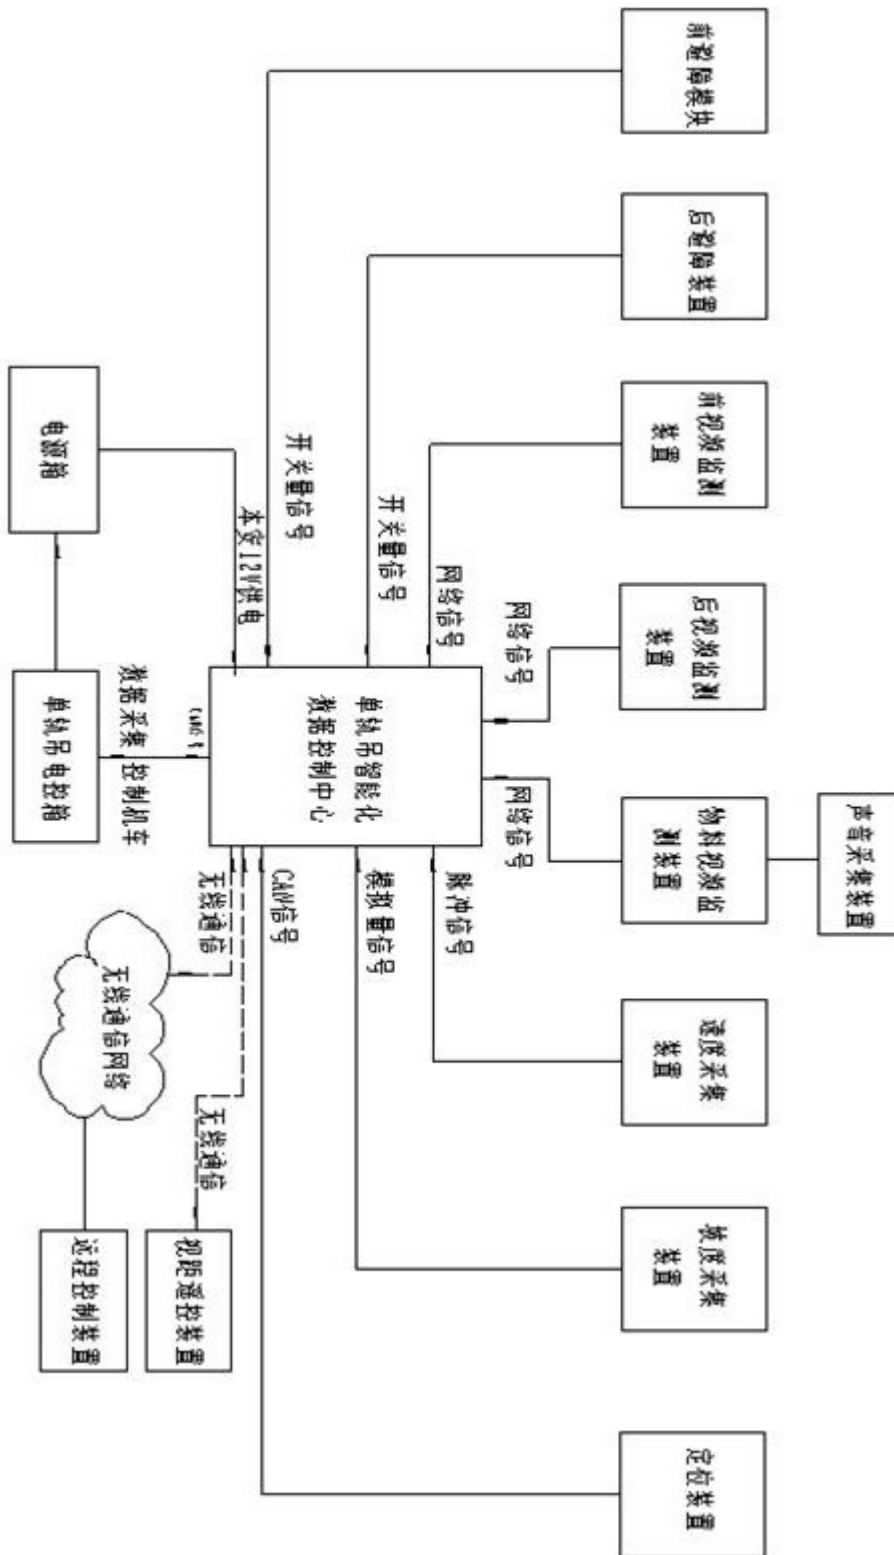 声音采集装置
前避障模块
后避障装置
前视频监测
装置
后视频监测
装置
物料视频监
测装置
速度采集
装置
坡度采集
装置
定位装置
网络信号
网络信号
网络信号
脉冲信号
开关量信号
模拟量信号
开关量信号
单轨吊智能化
数据控制中心
CAN信号
本安12V供电
无线通信
无线通信
数据采集 控制机车
电源箱
单轨吊电控箱
无线通信网络
视距遥控装置
远程控制装置